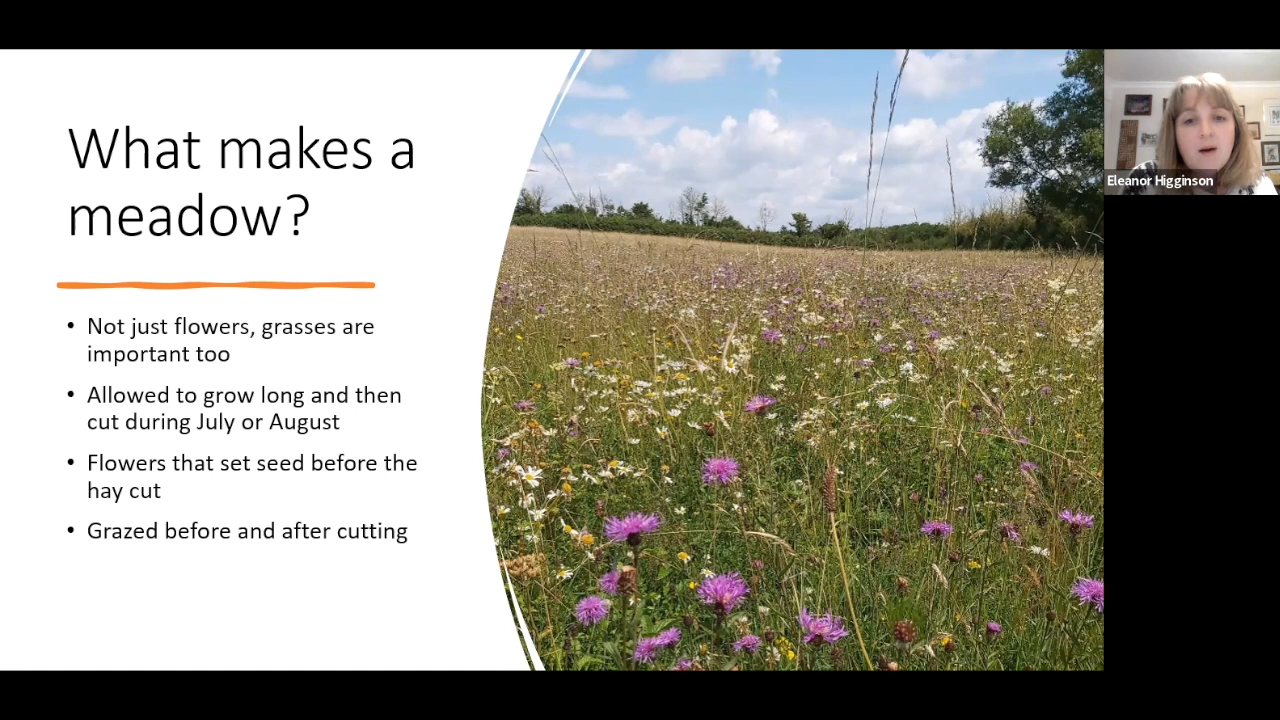 What makes a
meadow?
• Not just flowers, grasses are
important too
• Allowed to grow long and then
cut during July or August
• Flowers that set seed before the
hay cut
• Grazed before and after cutting
Eleanor Higginson